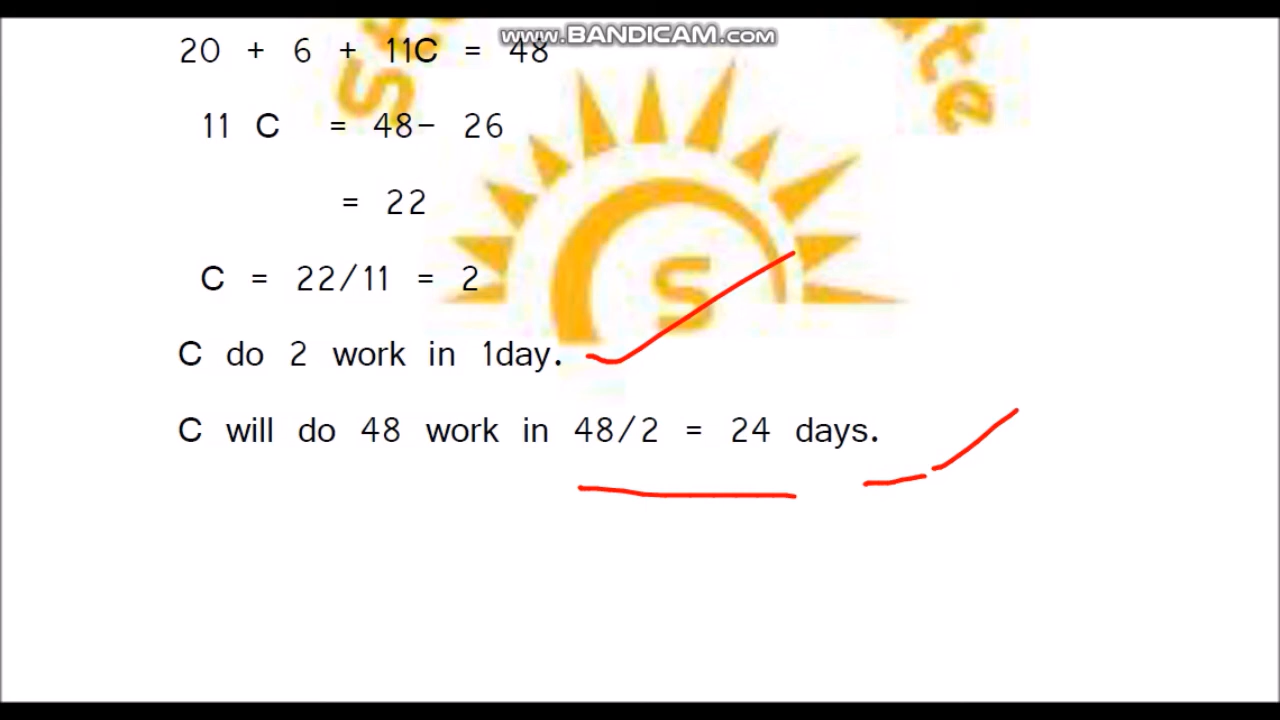 www.BANDICAM.com
20 + 6 + 11C = 48
11 C = 48- 26
= 22
C = 22/11 = 2
S
C do 2 work in 1day.
C will do 48 work in 48/2 = 24 days.